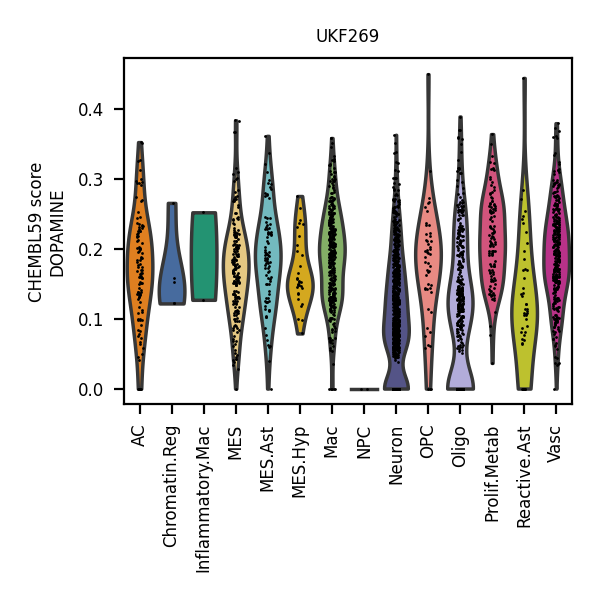 UKF269
CHEMBL59 score
DOPAMINE
0.4
0.3
0.2
0.1
0.0
AC
Chromatin.Reg
Inflammatory.Mac
MES
MES.Ast
MES.Hyp
Mac
NPC
Neuron
OPC
Oligo
Prolif.Metab
Reactive.Ast
Vasc